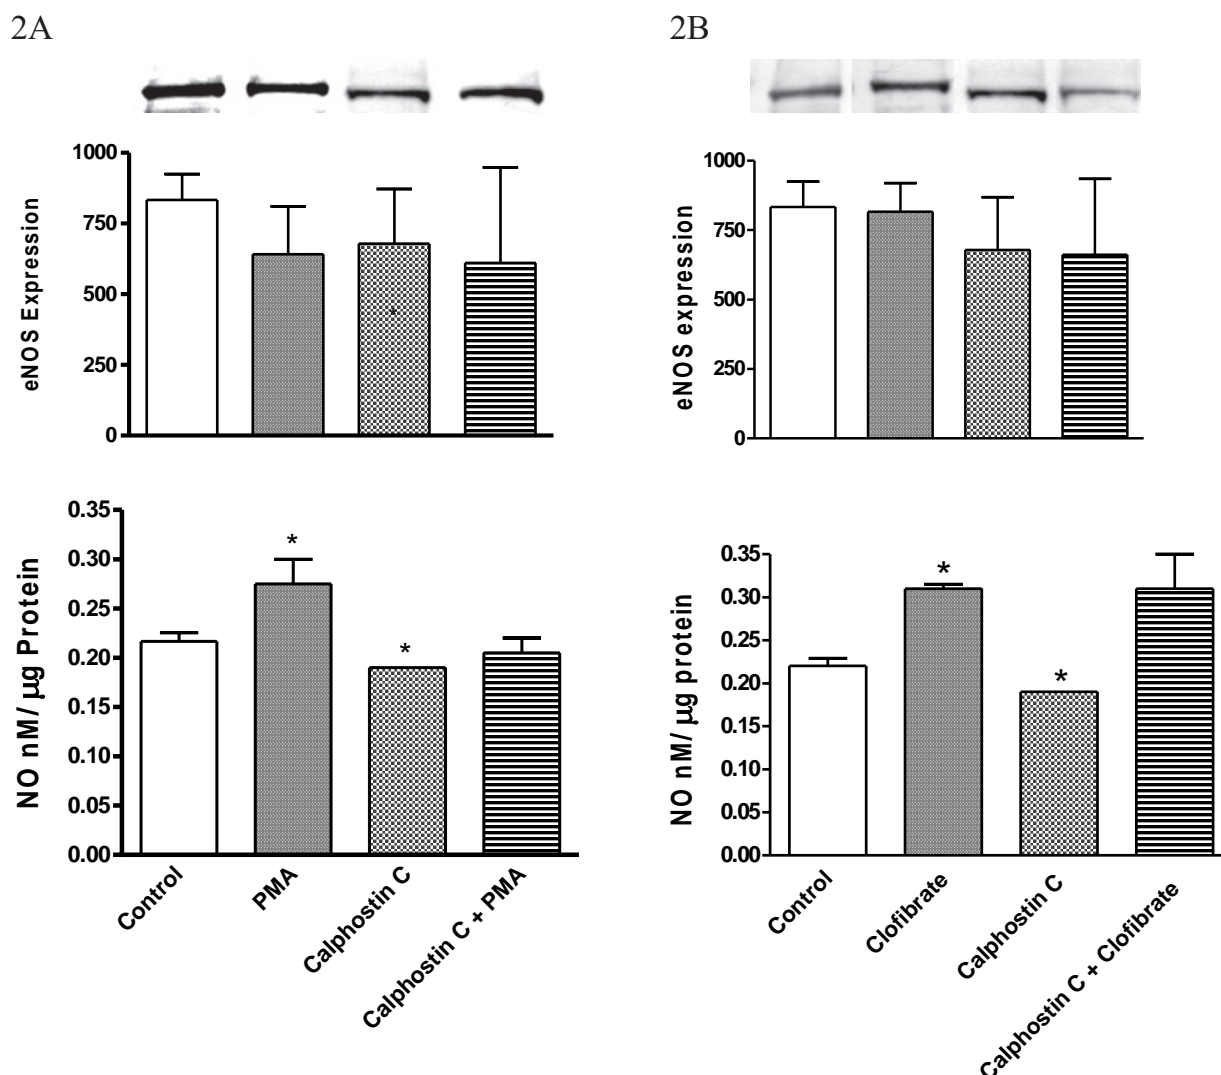 2A
1000
750
500
250
0
eNOS Expression
*
0.35
0.30
0.25
0.20
0.15
0.10
0.05
0.00
NO nM/ μg Protein
*
*
Control
PMA
Calphostin C
Calphostin C + PMA
2B
1000
750
500
250
0
eNOS expression
0.35
0.30
0.25
0.20
0.15
0.10
0.05
0.00
NO nM/ μg protein
*
*
Control
Clofibrate
Calphostin C
Calphostin C + Clofibrate